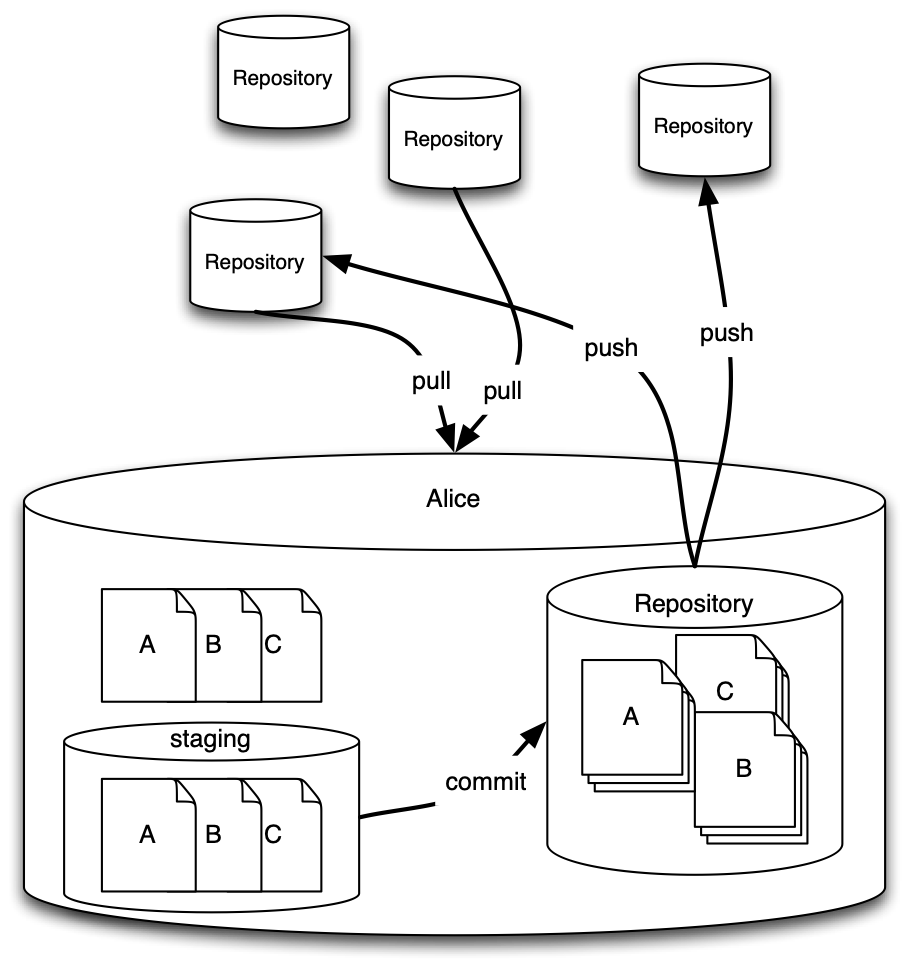 Repository
Repository
Repository
Repository
push
push
pull
pull
Alice
Repository
A
B
C
C
A
B
staging
commit
A
B
C